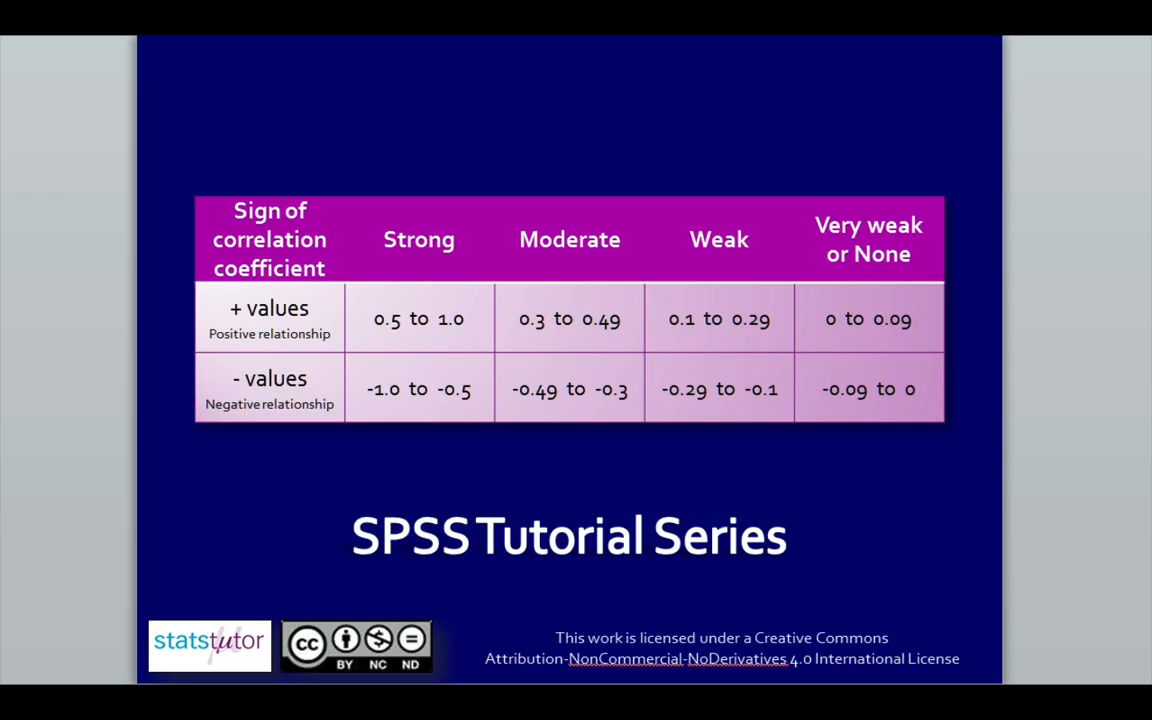 Sign of
correlation
coefficient
Strong
Moderate
Weak
Very weak
or None
+ values
Positive relationship
0.5 to 1.0
0.3 to 0.49
0.1 to 0.29
0 to 0.09
- values
Negative relationship
-1.0 to -0.5
-0.49 to -0.3
-0.29 to -0.1
-0.09 to 0
SPSS Tutorial Series
statstutor
cc
BY NC ND
This work is licensed under a Creative Commons
Attribution-NonCommercial-NoDerivatives 4.0 International License